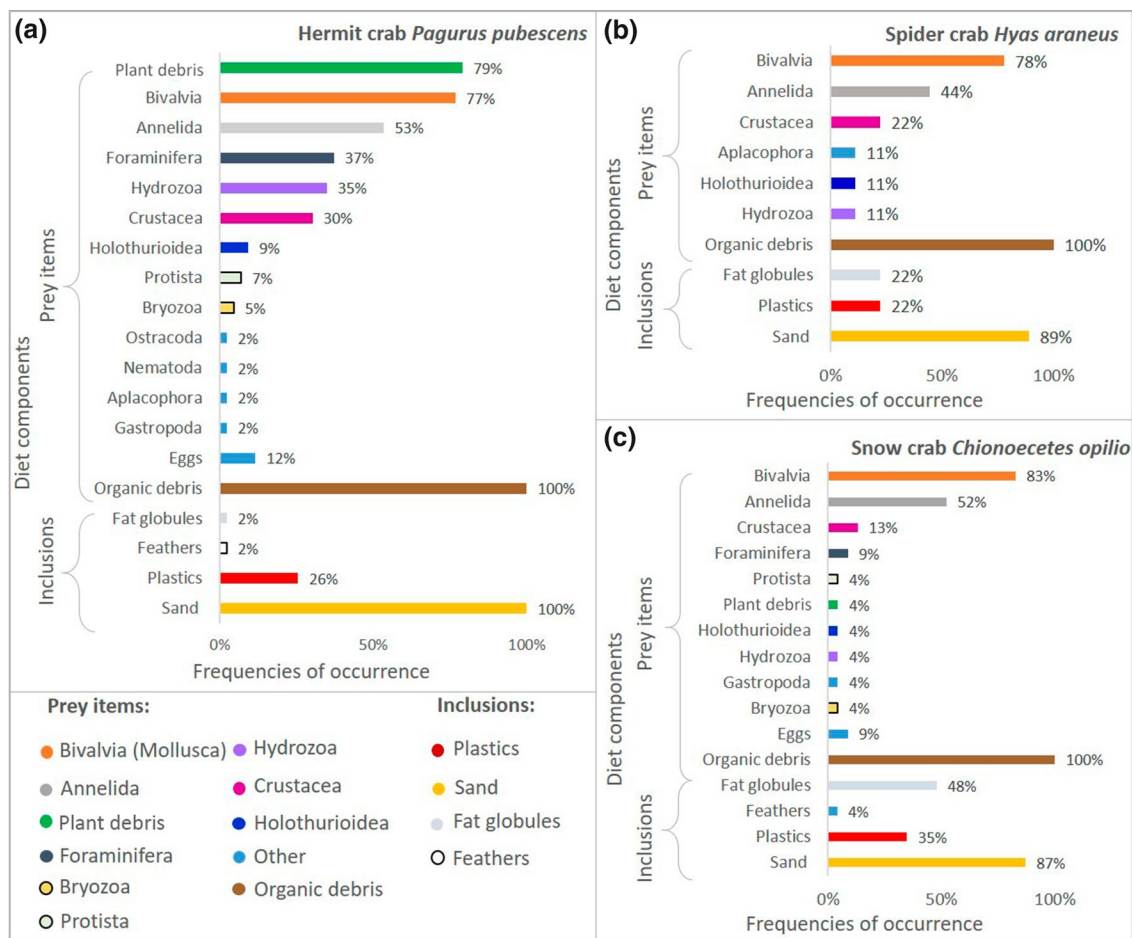 (a)
Hermit crab Pagurus pubescens
Diet components
Prey items
Plant debris 79%
Bivalvia 77%
Annelida 53%
Foraminifera 37%
Hydrozoa 35%
Crustacea 30%
Holothurioidea 9%
Protista 7%
Bryozoa 5%
Ostracoda 2%
Nematoda 2%
Aplacophora 2%
Gastropoda 2%
Eggs 12%
Organic debris 100%
Inclusions
Fat globules 2%
Feathers 2%
Plastics 26%
Sand 100%
0% 50% 100%
Frequencies of occurrence
(b)
Spider crab Hyas araneus
Diet components
Prey items
Bivalvia 78%
Annelida 44%
Crustacea 22%
Aplacophora 11%
Holothurioidea 11%
Hydrozoa 11%
Organic debris 100%
Inclusions
Fat globules 22%
Plastics 22%
Sand 89%
0% 50% 100%
Frequencies of occurrence
(c)
Snow crab Chionoecetes opilio
Diet components
Prey items
Bivalvia 83%
Annelida 52%
Crustacea 13%
Foraminifera 9%
Protista 4%
Plant debris 4%
Holothurioidea 4%
Hydrozoa 4%
Gastropoda 4%
Bryozoa 4%
Eggs 9%
Organic debris 100%
Inclusions
Fat globules 48%
Feathers 4%
Plastics 35%
Sand 87%
0% 50% 100%
Frequencies of occurrence
Prey items:
Bivalvia (Mollusca)
Annelida
Plant debris
Foraminifera
Bryozoa
Protista
Hydrozoa
Crustacea
Holothurioidea
Other
Organic debris
Inclusions:
Plastics
Sand
Fat globules
Feathers